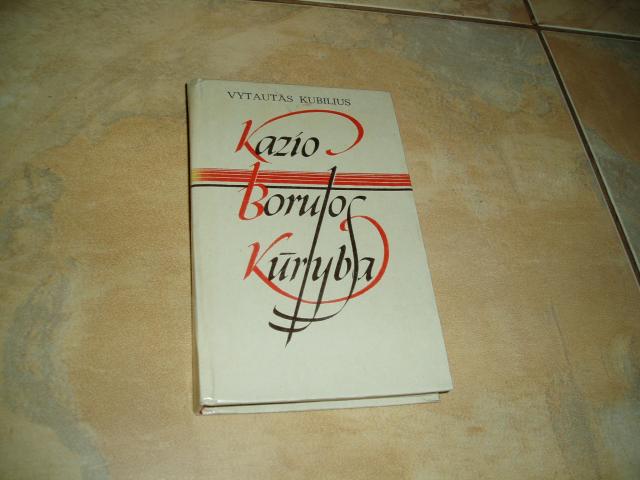 VYTAUTAS KUBILIUS
Kazio
Borutos
Kūryba